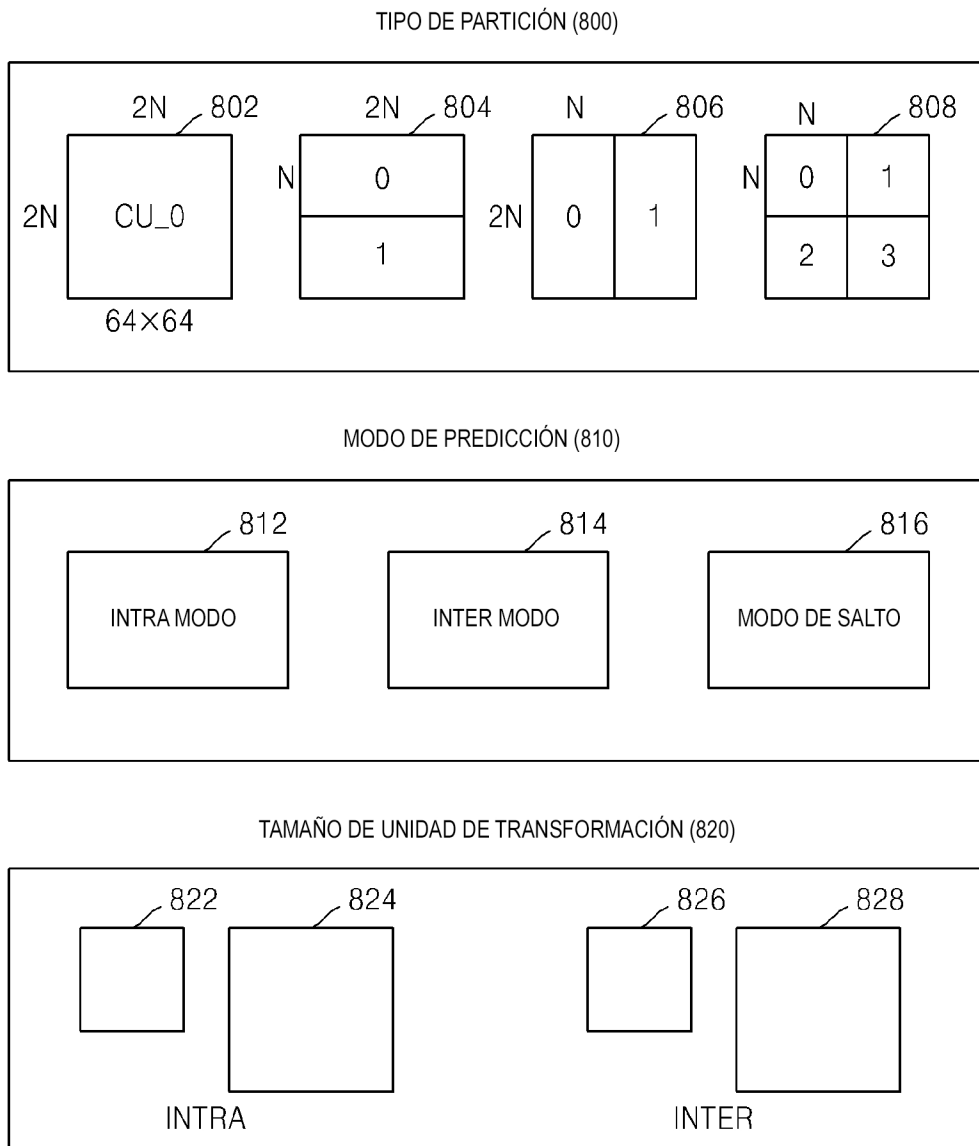 TIPO DE PARTICIÓN (800)
2N 802 2N 804 N 806 N 808
2N CU_0 N 0 2N 0 1 N 0 1
1 2 3
64×64
MODO DE PREDICCIÓN (810)
812 814 816
INTRA MODO INTER MODO MODO DE SALTO
TAMAÑO DE UNIDAD DE TRANSFORMACIÓN (820)
822 824 826 828
INTRA INTER